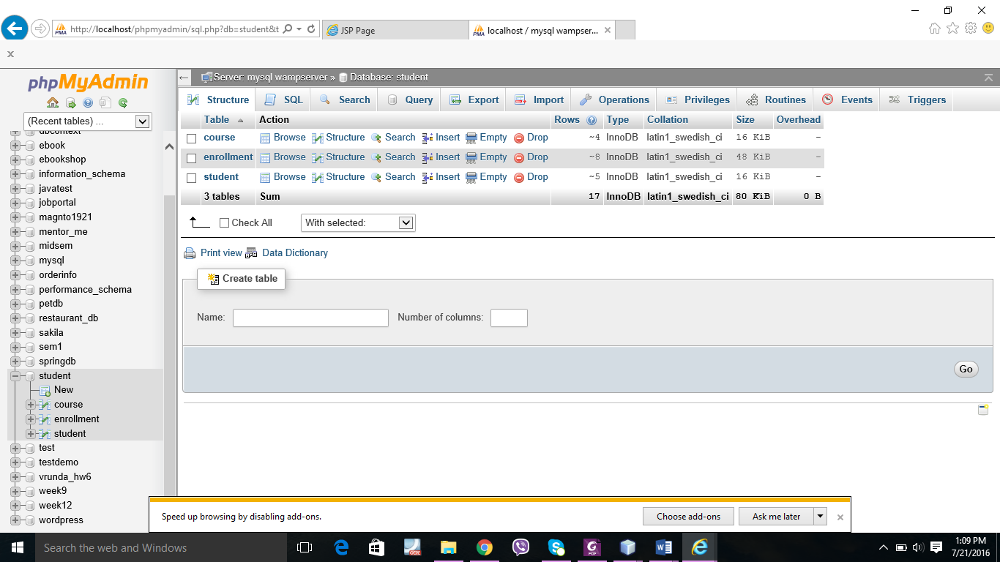 http://localhost/phpmyadmin/sql.php?db=student&t
JSP Page
localhost / mysql wampser...
phpMyAdmin
(Recent tables) ...
dbcontext
ebook
ebookshop
information_schema
javatest
jobportal
magnto1921
mentor_me
midsem
mysql
orderinfo
performance_schema
petdb
restaurant_db
sakila
sem1
springdb
student
New
course
enrollment
student
test
testdemo
vrunda_hw6
week9
week12
wordpress
Server: mysql wampserver » Database: student
Structure SQL Search Query Export Import Operations Privileges Routines Events Triggers
Table Action Rows Type Collation Size Overhead
course Browse Structure Search Insert Empty Drop ~4 InnoDB latin1_swedish_ci 16 KiB –
enrollment Browse Structure Search Insert Empty Drop ~8 InnoDB latin1_swedish_ci 48 KiB –
student Browse Structure Search Insert Empty Drop ~5 InnoDB latin1_swedish_ci 16 KiB –
3 tables Sum 17 InnoDB latin1_swedish_ci 80 KiB 0 B
Check All With selected:
Print view Data Dictionary
Create table
Name: Number of columns:
Go
Speed up browsing by disabling add-ons. Choose add-ons Ask me later
Search the web and Windows
1:09 PM
7/21/2016